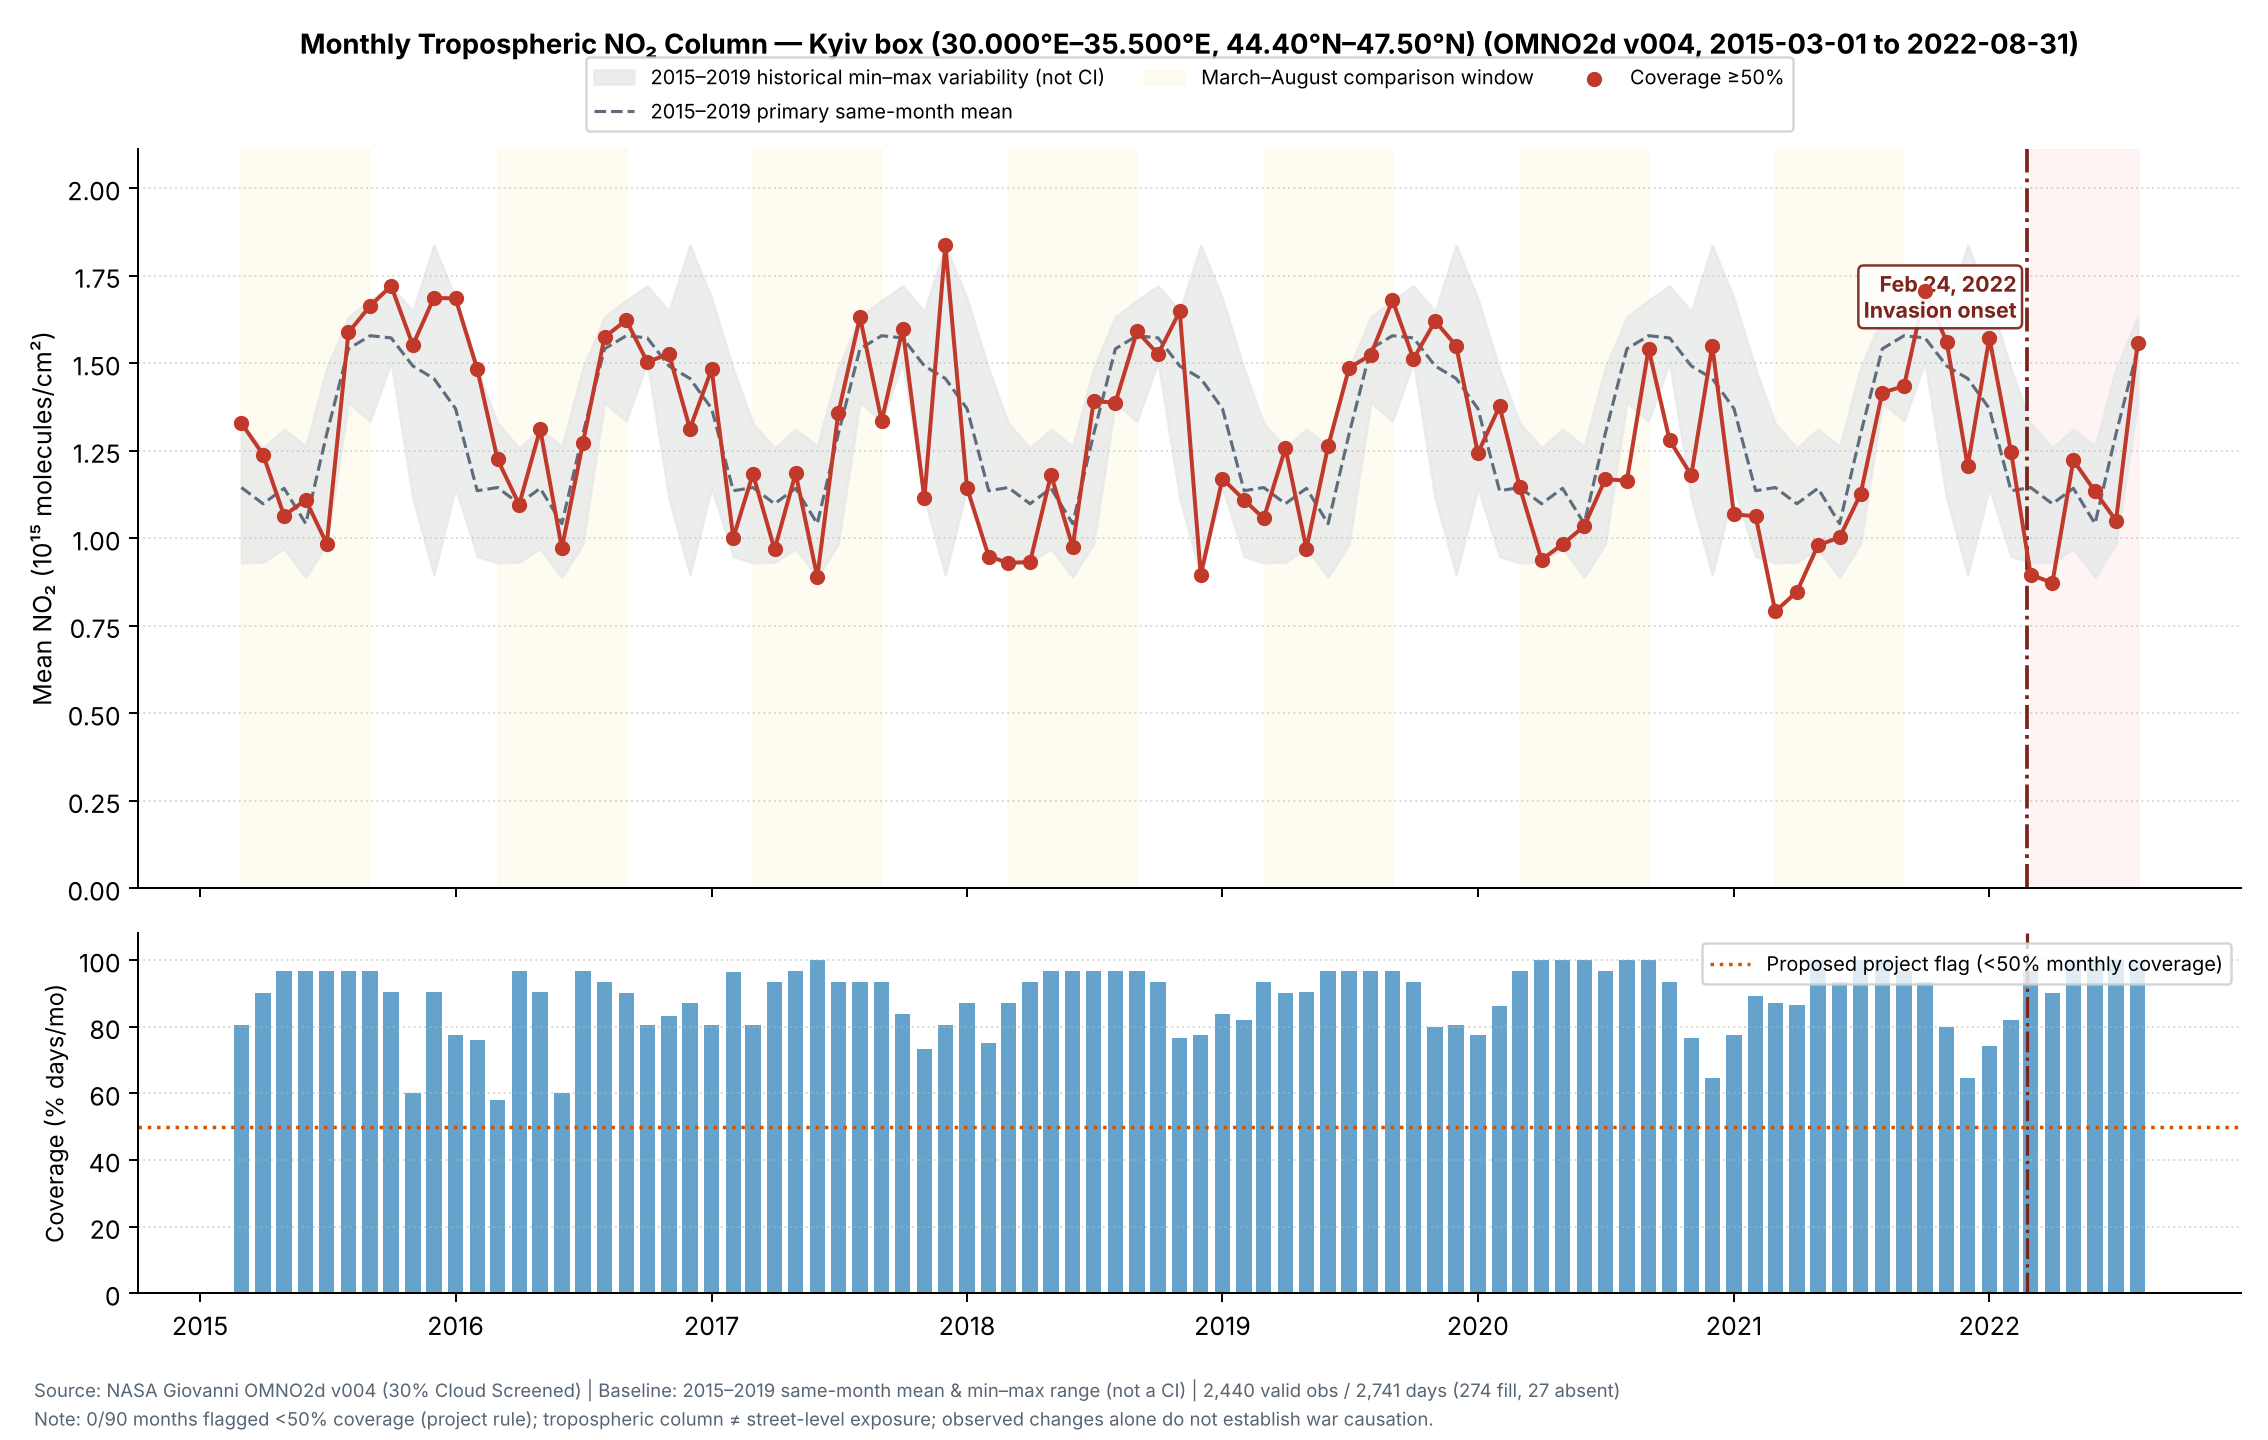 Monthly Tropospheric NO₂ Column — Kyiv box (30.000°E–35.500°E, 44.40°N–47.50°N) (OMNO2d v004, 2015-03-01 to 2022-08-31)
2015–2019 historical min–max variability (not CI)
2015–2019 primary same-month mean
March–August comparison window
Coverage ≥50%
Mean NO₂ (10¹⁵ molecules/cm²)
2.00
1.75
1.50
1.25
1.00
0.75
0.50
0.25
0.00
Feb 24, 2022
Invasion onset
Coverage (% days/mo)
100
80
60
40
20
0
Proposed project flag (<50% monthly coverage)
2015
2016
2017
2018
2019
2020
2021
2022
Source: NASA Giovanni OMNO2d v004 (30% Cloud Screened) | Baseline: 2015–2019 same-month mean & min–max range (not a CI) | 2,440 valid obs / 2,741 days (274 fill, 27 absent)
Note: 0/90 months flagged <50% coverage (project rule); tropospheric column ≠ street-level exposure; observed changes alone do not establish war causation.